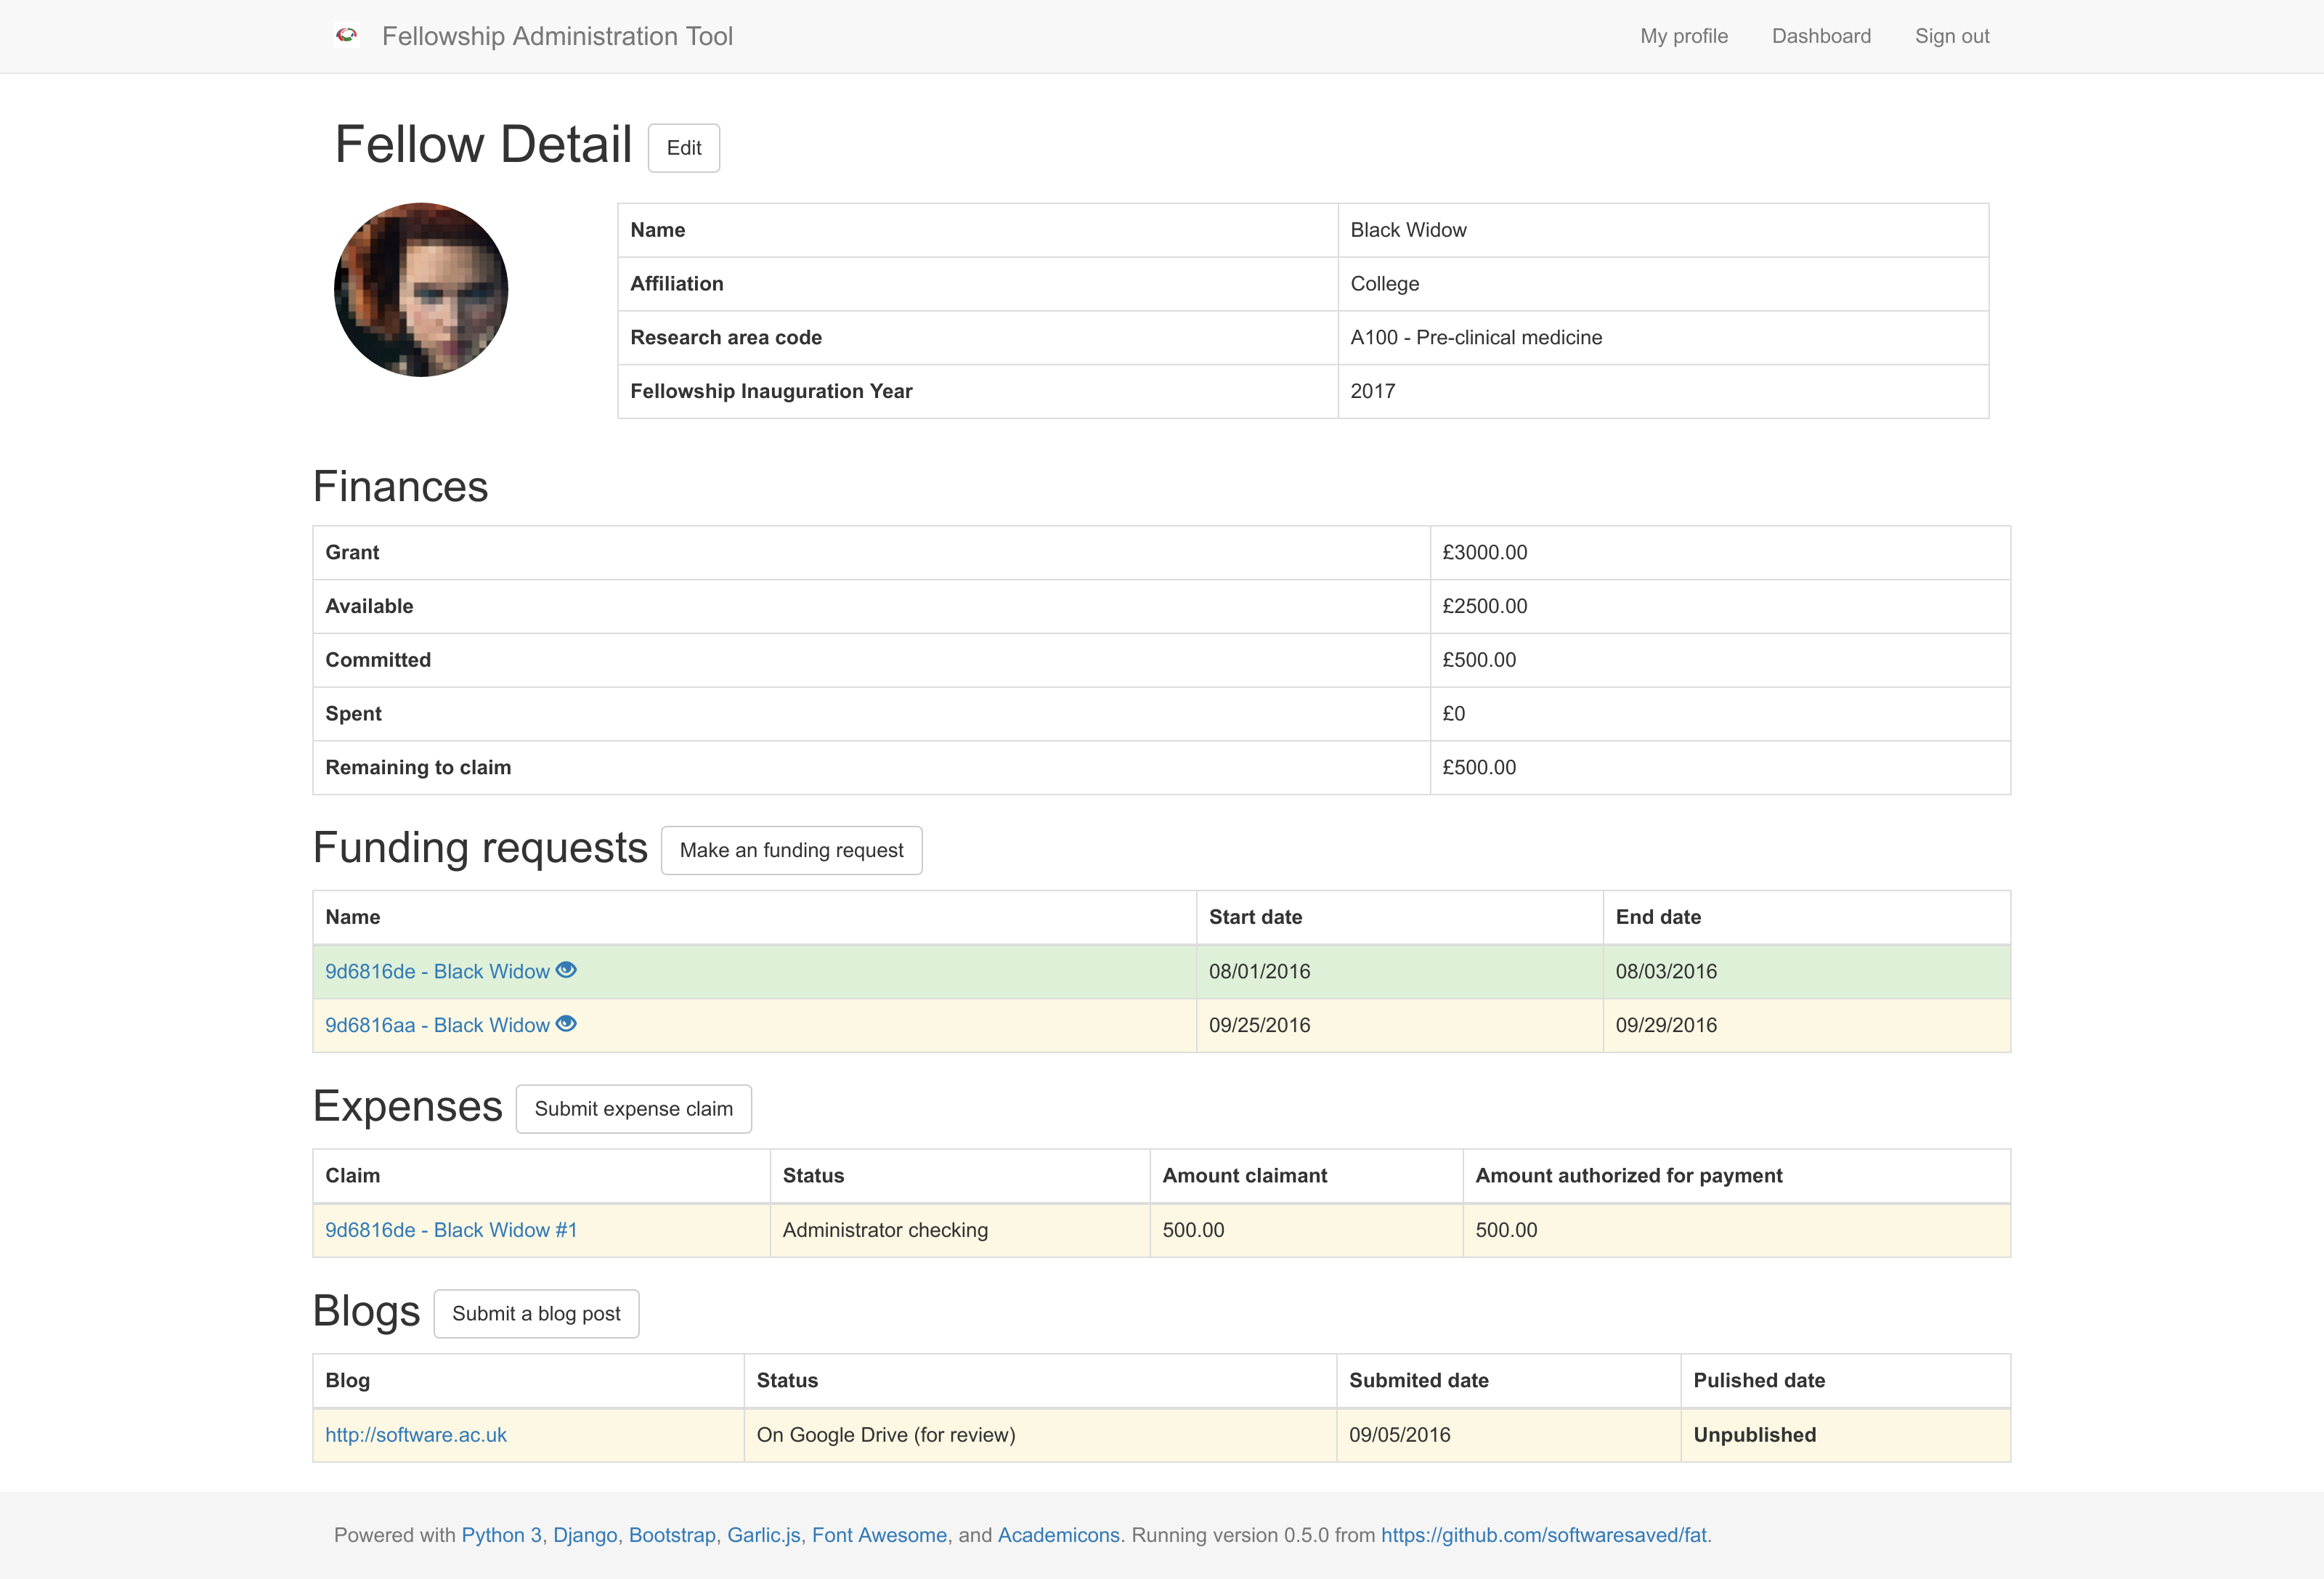 Fellowship Administration Tool My profile Dashboard Sign out
Fellow Detail Edit
Name Black Widow
Affiliation College
Research area code A100 - Pre-clinical medicine
Fellowship Inauguration Year 2017
Finances
Grant £3000.00
Available £2500.00
Committed £500.00
Spent £0
Remaining to claim £500.00
Funding requests Make an funding request
Name Start date End date
9d6816de - Black Widow 08/01/2016 08/03/2016
9d6816aa - Black Widow 09/25/2016 09/29/2016
Expenses Submit expense claim
Claim Status Amount claimant Amount authorized for payment
9d6816de - Black Widow #1 Administrator checking 500.00 500.00
Blogs Submit a blog post
Blog Status Submited date Pulished date
http://software.ac.uk On Google Drive (for review) 09/05/2016 Unpublished
Powered with Python 3, Django, Bootstrap, Garlic.js, Font Awesome, and Academicons. Running version 0.5.0 from https://github.com/softwaresaved/fat.